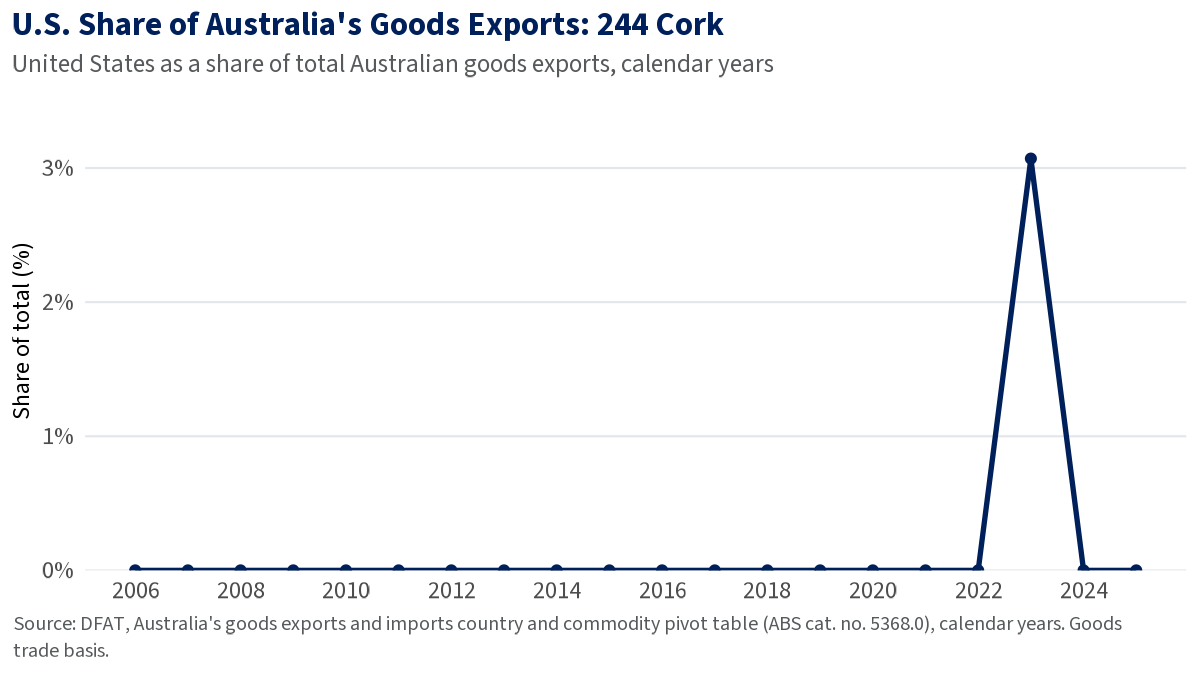 U.S. Share of Australia's Goods Exports: 244 Cork
United States as a share of total Australian goods exports, calendar years
Share of total (%)
3%
2%
1%
0%
2006 2008 2010 2012 2014 2016 2018 2020 2022 2024
Source: DFAT, Australia's goods exports and imports country and commodity pivot table (ABS cat. no. 5368.0), calendar years. Goods
trade basis.